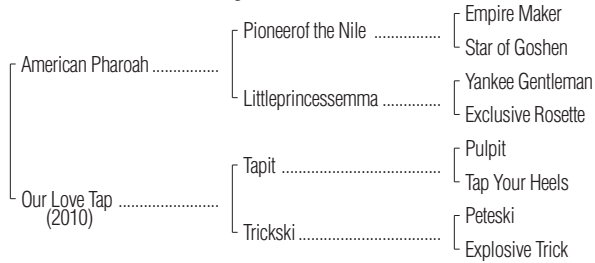 Empire Maker
Pioneerof the Nile ................
Star of Goshen
American Pharoah ................
Yankee Gentleman
Littleprincessemma ..............
Exclusive Rosette
Pulpit
Tapit ......................................
Tap Your Heels
Our Love Tap ........................
(2010)
Peteski
Trickski ..................................
Explosive Trick